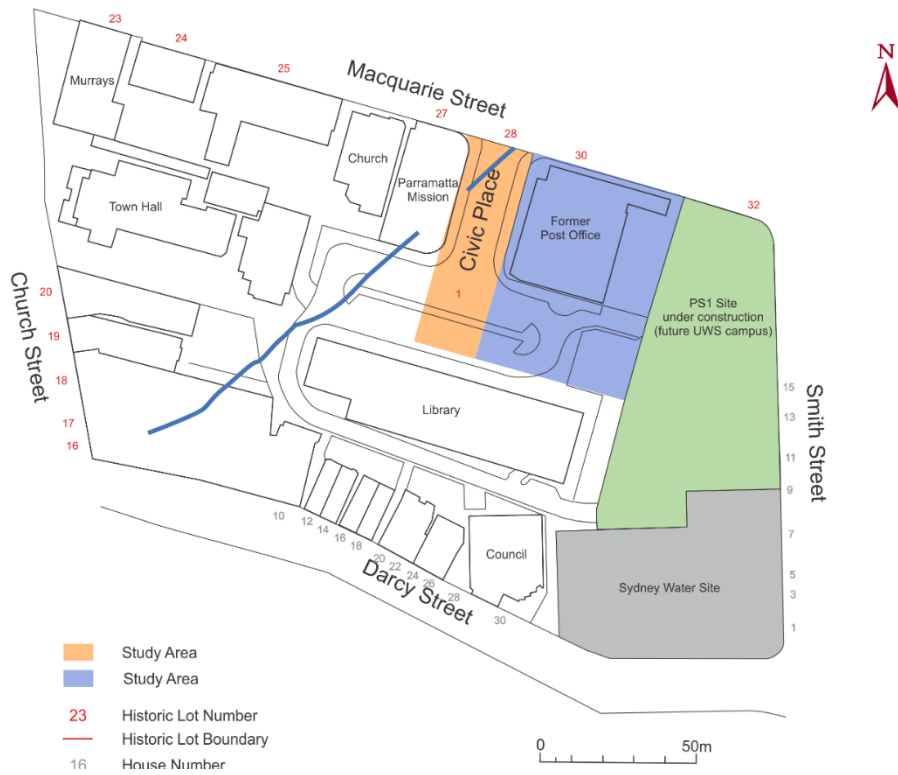 23
24
25
Macquarie Street
27
28
30
32
N
Murrays
Church
Parramatta
Mission
Civic Place
Former
Post Office
Town Hall
Church Street
20
19
18
17
16
1
PS1 Site
under construction
(future UWS campus)
Library
Smith Street
15
13
11
9
7
5
3
1
10
12
14
16
18
20
22
24
26
28
30
Darcy Street
Council
Sydney Water Site
Study Area
Study Area
23 Historic Lot Number
Historic Lot Boundary
16 House Number
0 50m